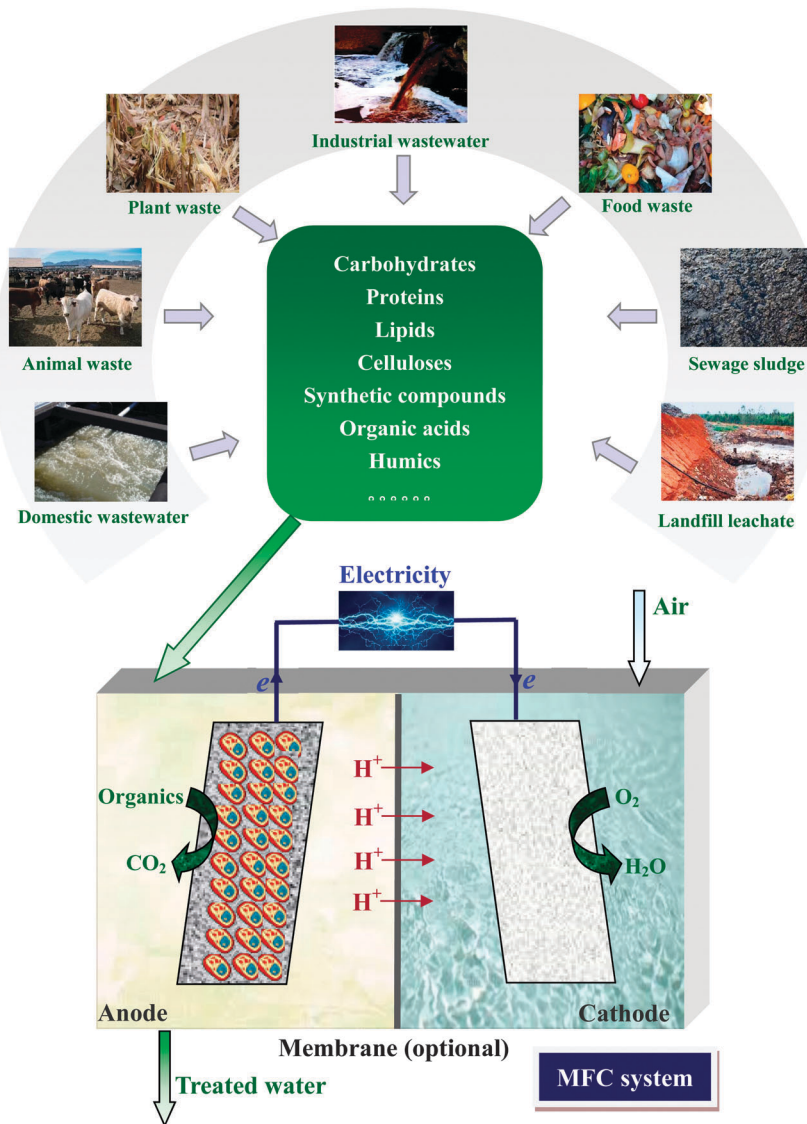 Industrial wastewater
Plant waste
Food waste
Animal waste
Sewage sludge
Domestic wastewater
Landfill leachate
Carbohydrates
Proteins
Lipids
Celluloses
Synthetic compounds
Organic acids
Humics
。。。。。。
Electricity
Air
e
e
H⁺
H⁺
H⁺
H⁺
Organics
CO₂
O₂
H₂O
Anode
Cathode
Membrane (optional)
Treated water
MFC system